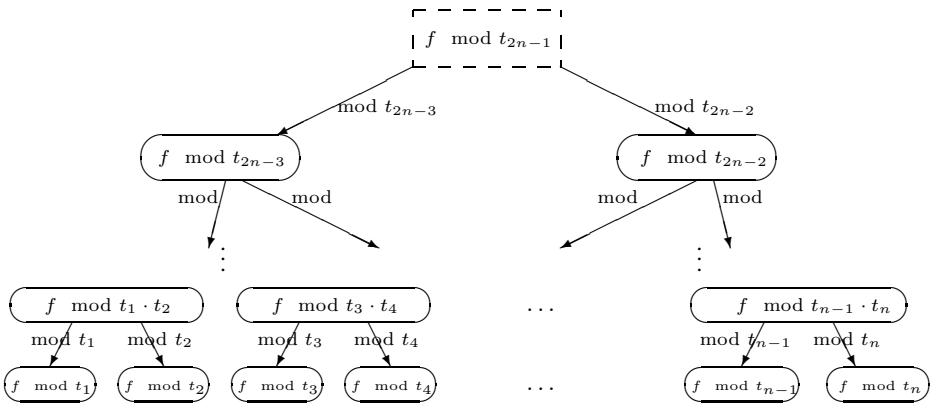 f mod t_{2n−1}
mod t_{2n−3} mod t_{2n−2}
f mod t_{2n−3} f mod t_{2n−2}
mod mod mod mod
⋮ ⋮
f mod t_1 · t_2 f mod t_3 · t_4 … f mod t_{n−1} · t_n
mod t_1 mod t_2 mod t_3 mod t_4 mod t_{n−1} mod t_n
f mod t_1 f mod t_2 f mod t_3 f mod t_4 … f mod t_{n−1} f mod t_n